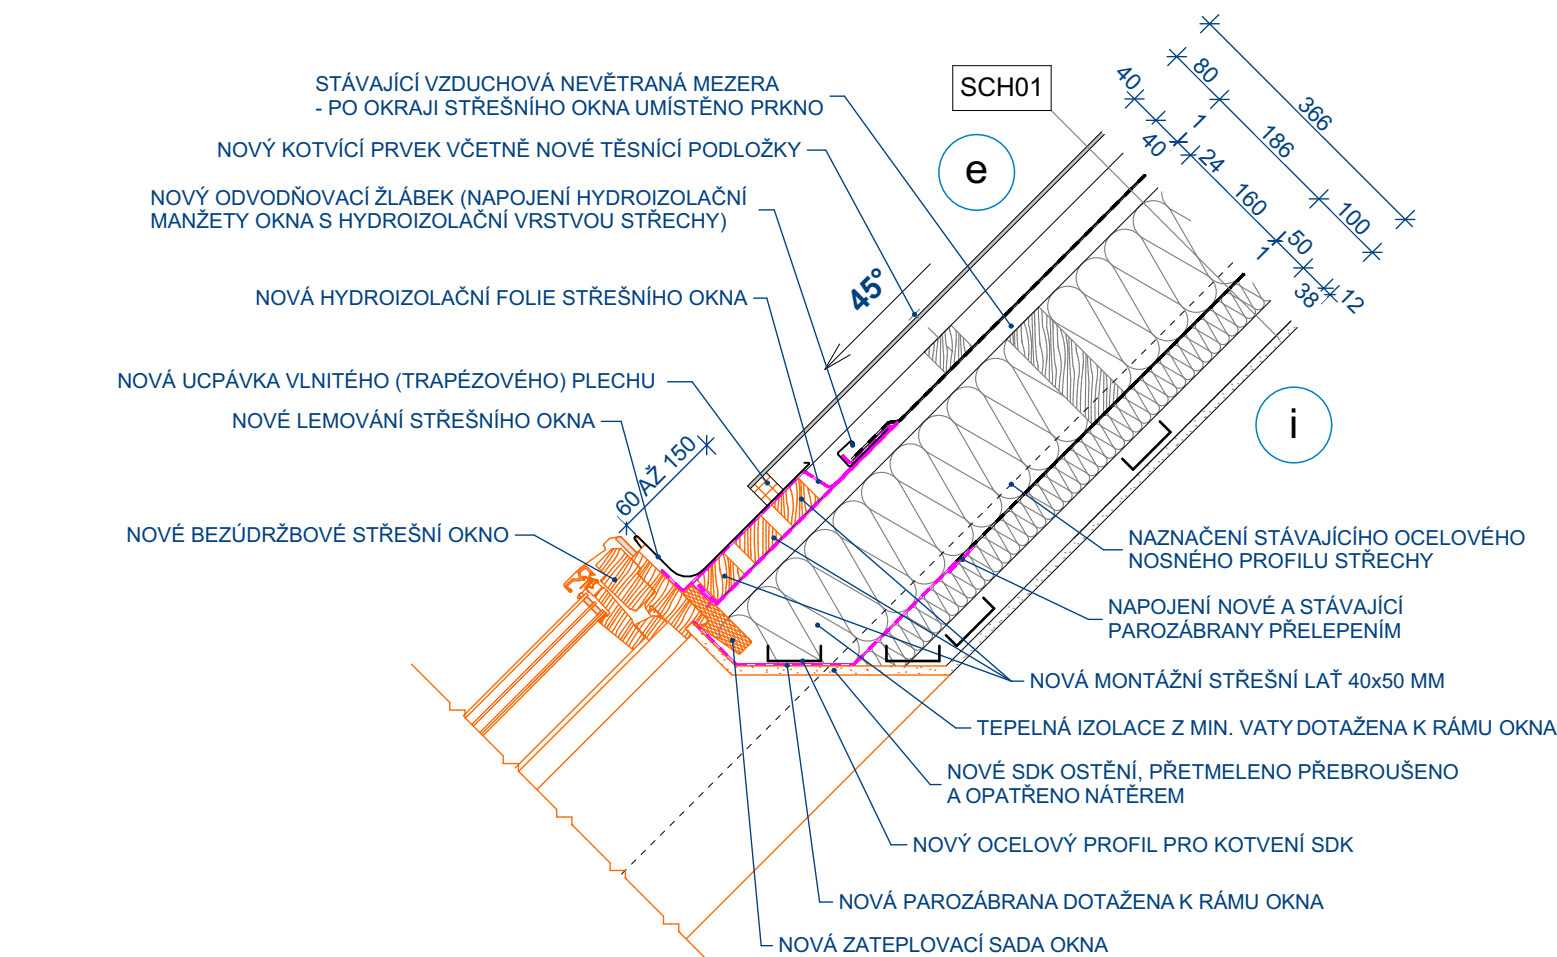 STÁVAJÍCÍ VZDUCHOVÁ NEVĚTRANÁ MEZERA
- PO OKRAJI STŘEŠNÍHO OKNA UMÍSTĚNO PRKNO
NOVÝ KOTVÍCÍ PRVEK VČETNĚ NOVÉ TĚSNÍCÍ PODLOŽKY
NOVÝ ODVODŇOVACÍ ŽLÁBEK (NAPOJENÍ HYDROIZOLAČNÍ
MANŽETY OKNA S HYDROIZOLAČNÍ VRSTVOU STŘECHY)
NOVÁ HYDROIZOLAČNÍ FOLIE STŘEŠNÍHO OKNA
NOVÁ UCPÁVKA VLNITÉHO (TRAPÉZOVÉHO) PLECHU
NOVÉ LEMOVÁNÍ STŘEŠNÍHO OKNA
60 AŽ 150
NOVÉ BEZÚDRŽBOVÉ STŘEŠNÍ OKNO
SCH01
e
45°
i
366
80
186
100
40
40
1
24
160
1
50
38
12
NAZNAČENÍ STÁVAJÍCÍHO OCELOVÉHO
NOSNÉHO PROFILU STŘECHY
NAPOJENÍ NOVÉ A STÁVAJÍCÍ
PAROZÁBRANY PŘELEPENÍM
NOVÁ MONTÁŽNÍ STŘEŠNÍ LAŤ 40x50 MM
TEPELNÁ IZOLACE Z MIN. VATY DOTAŽENA K RÁMU OKNA
NOVÉ SDK OSTĚNÍ, PŘETMELENO PŘEBROUŠENO
A OPATŘENO NÁTĚREM
NOVÝ OCELOVÝ PROFIL PRO KOTVENÍ SDK
NOVÁ PAROZÁBRANA DOTAŽENA K RÁMU OKNA
NOVÁ ZATEPLOVACÍ SADA OKNA